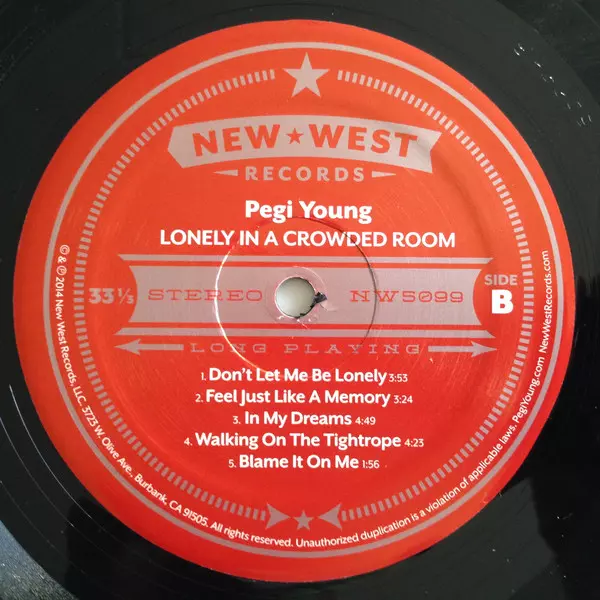 NEW★WEST
RECORDS
Pegi Young
LONELY IN A CROWDED ROOM
33 1/3
STEREO
NW5099
SIDE
B
LONG PLAYING
1. Don't Let Me Be Lonely 3:53
2. Feel Just Like A Memory 3:24
3. In My Dreams 4:49
4. Walking On The Tightrope 4:23
5. Blame It On Me 1:56
© & ℗ 2014 New West Records, LLC. 3723 W. Olive Ave., Burbank, CA 91505. All rights reserved. Unauthorized duplication is a violation of applicable laws. PegiYoung.com NewWestRecords.com